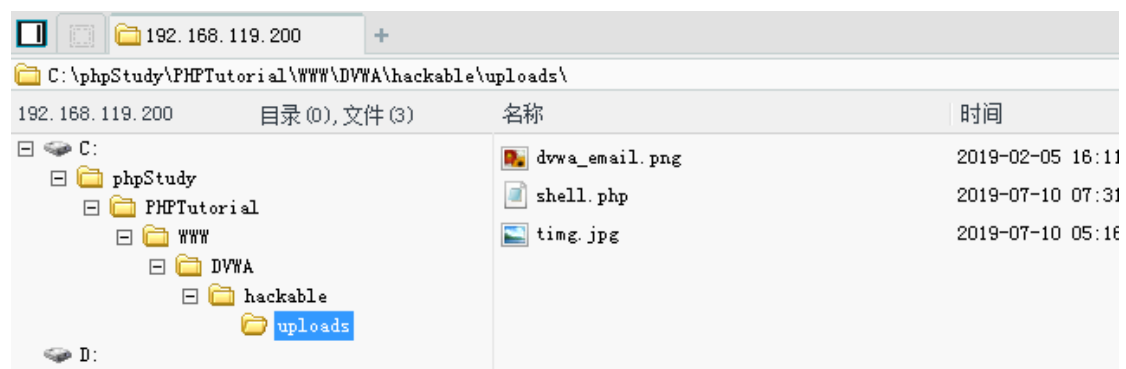 192.168.119.200
C:\phpStudy\PHPTutorial\WWW\DVWA\hackable\uploads\
192.168.119.200 目录(0),文件(3) 名称 时间
C:
phpStudy
PHPTutorial
WWW
DVWA
hackable
uploads
D:
dvwa_email.png 2019-02-05 16:11
shell.php 2019-07-10 07:31
timg.jpg 2019-07-10 05:16